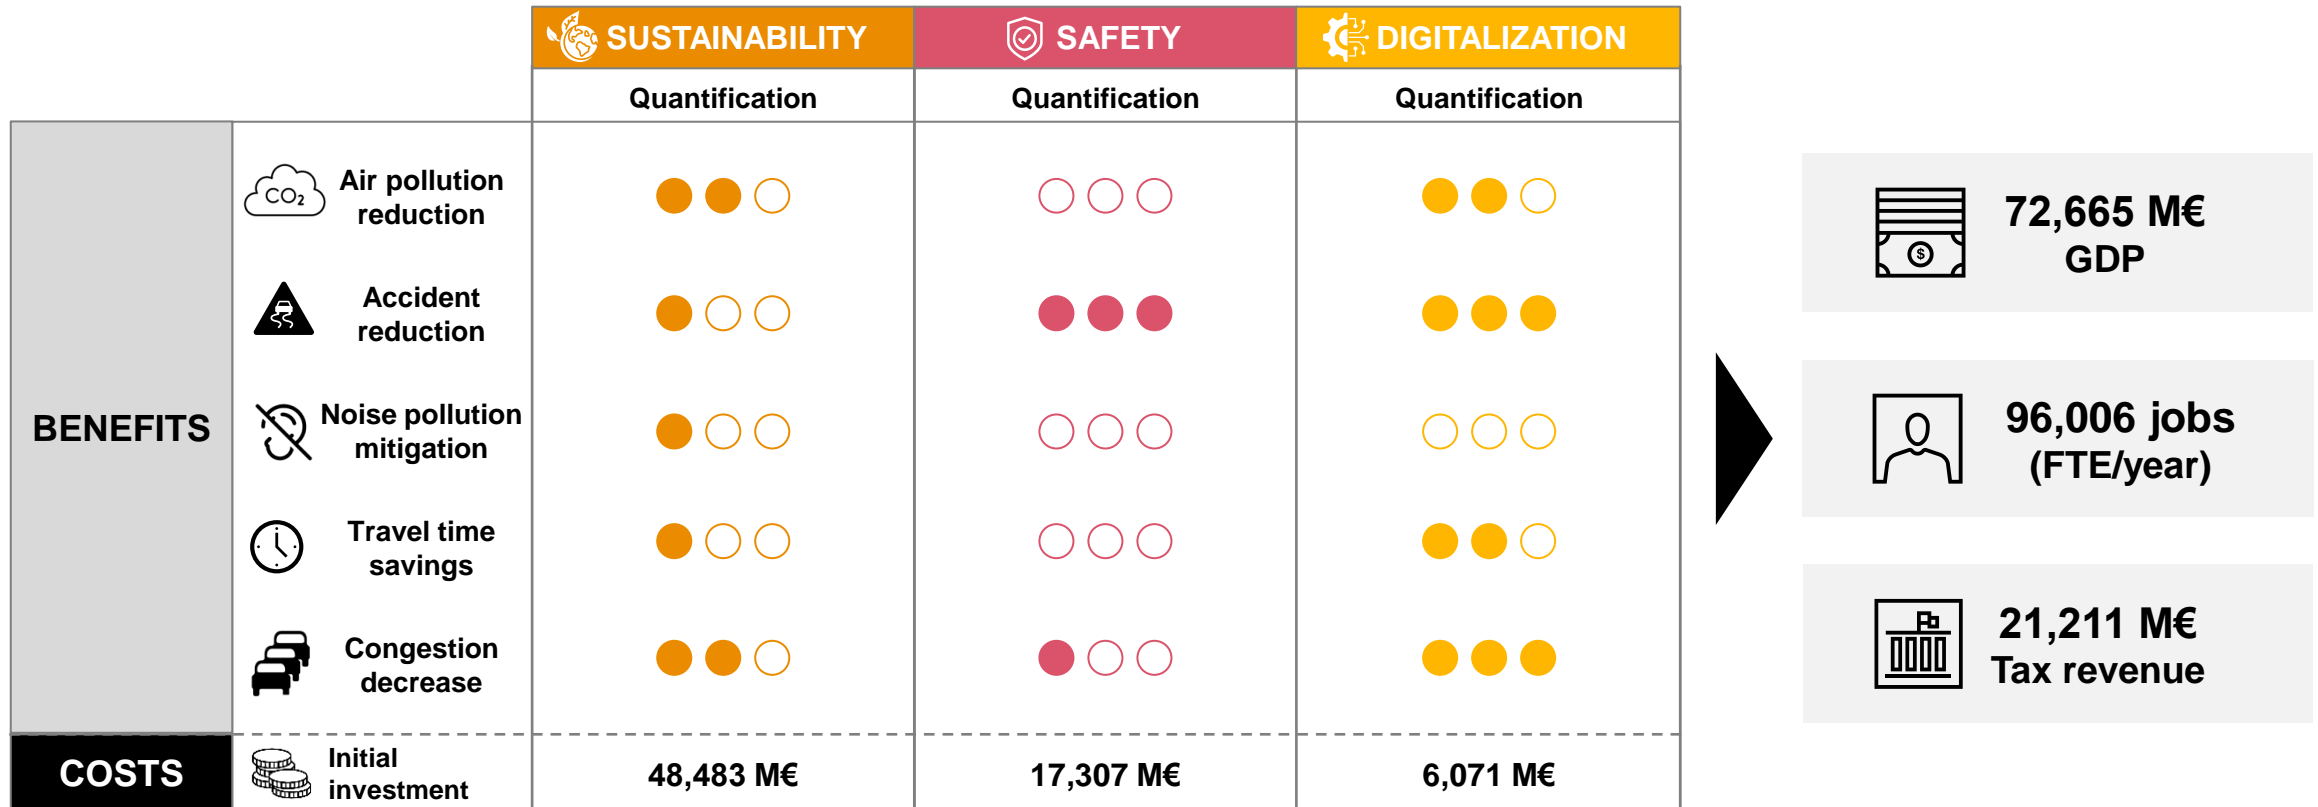 SUSTAINABILITY
SAFETY
DIGITALIZATION
Quantification
Quantification
Quantification
BENEFITS
CO₂
Air pollution
reduction
Accident
reduction
Noise pollution
mitigation
Travel time
savings
Congestion
decrease
COSTS
Initial
investment
48,483 M€
17,307 M€
6,071 M€
$
72,665 M€
GDP
96,006 jobs
(FTE/year)
21,211 M€
Tax revenue